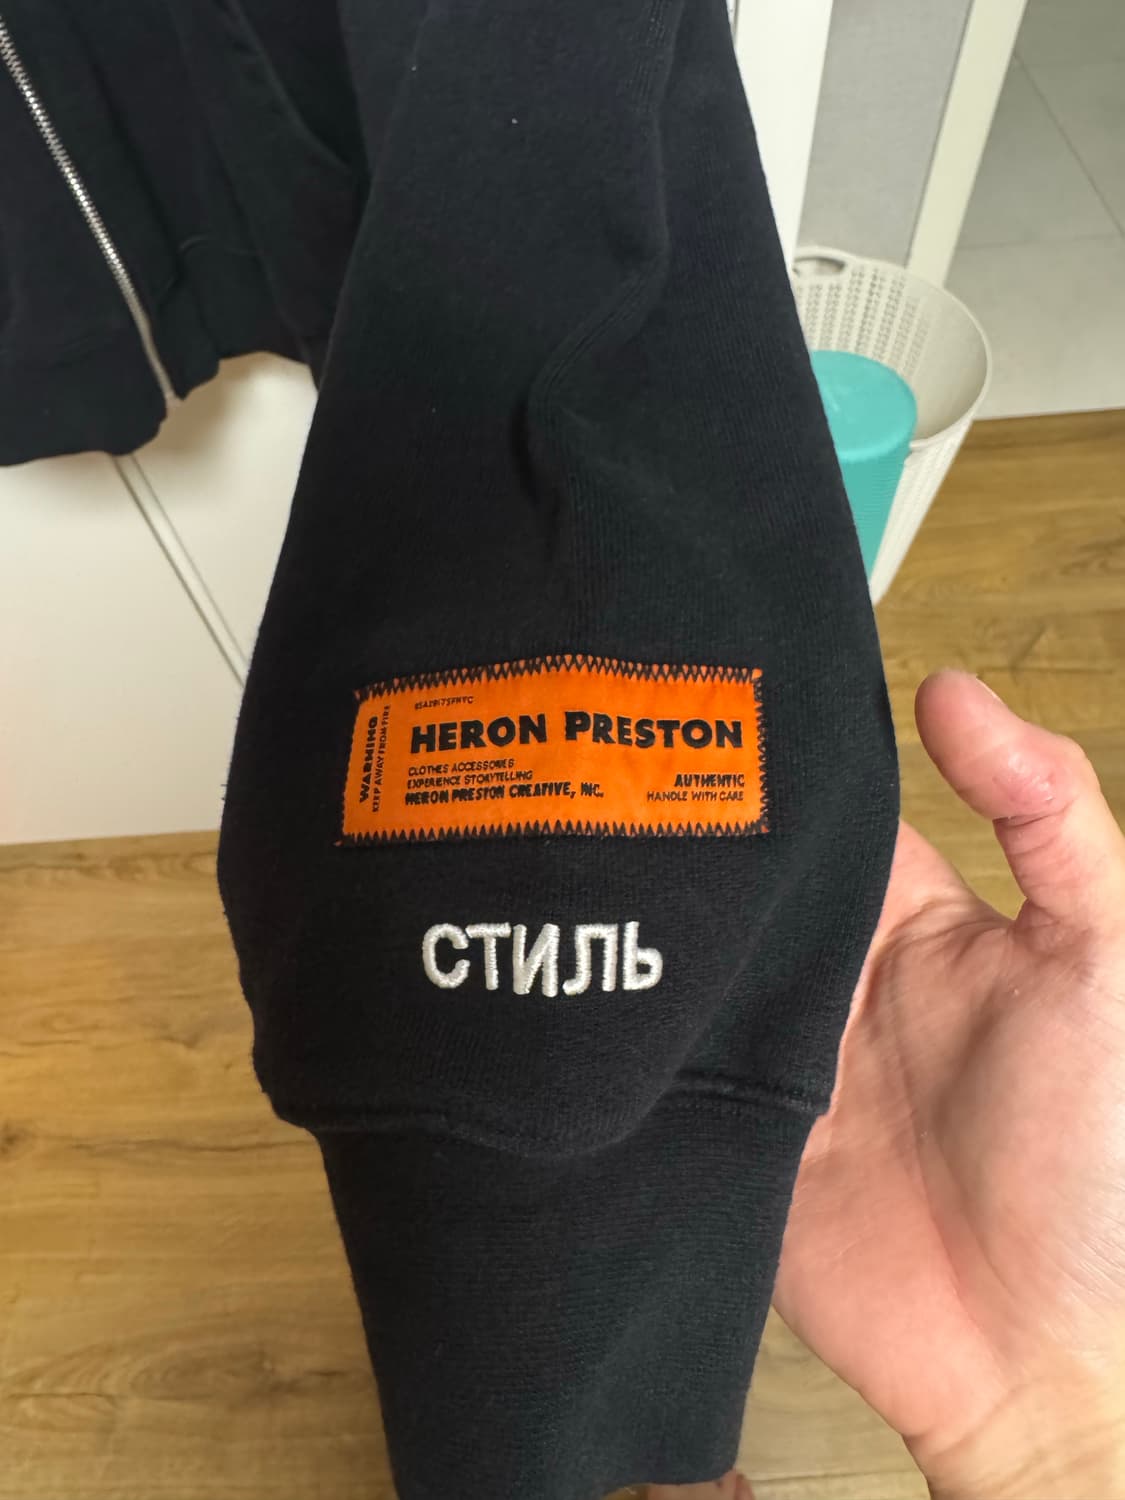 WARNING
KEEP AWAY FROM FIRE
HERON PRESTON
CLOTHES ACCESSORIES
EXPERIENCE STORYTELLING
HERON PRESTON CREATIVE, INC.
AUTHENTIC
HANDLE WITH CARE
СТИЛЬ